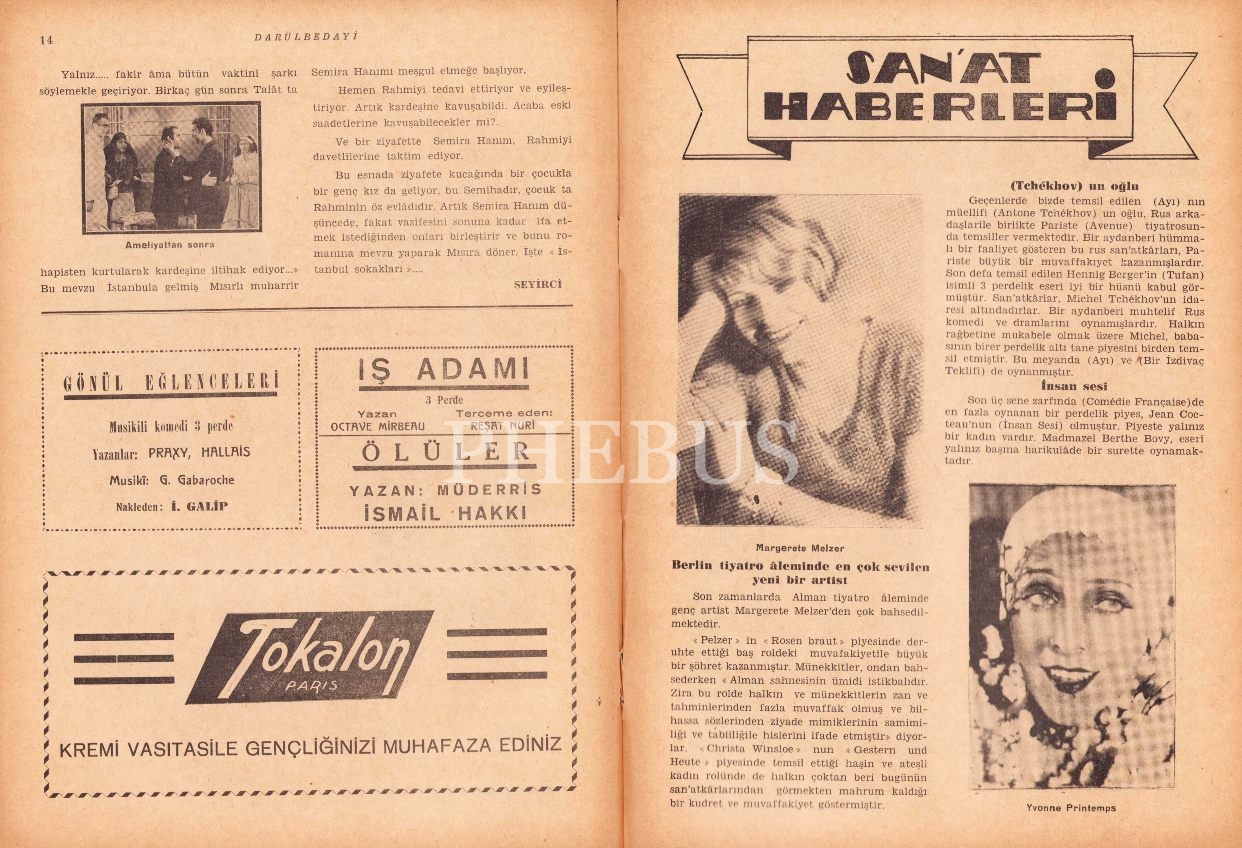 14
DARÜLBEDAYİ
Yalnız..... fakir âma bütün vaktini şarkı
söylemekle geçiriyor. Birkaç gün sonra Talât ta
Ameliyattan sonra
hapisten kurtularak kardeşine iltihak ediyor...»
Bu mevzu İstanbula gelmiş Mısırlı muharrir
Semira Hanımı meşgul etmeğe başlıyor.
Hemen Rahmiyi tedavi ettiriyor ve eyileş-
tiriyor. Artık kardeşine kavuşabildi. Acaba eski
saadetlerine kavuşabilecekler mi?.
Ve bir ziyafette Semira Hanım, Rahmiyi
davetlilerine taktim ediyor.
Bu esnada ziyafete kucağında bir çocukla
bir genç kız da geliyor, bu Semihadır, çocuk ta
Rahminin öz evlâdıdır. Artık Semira Hanım dü-
şüncede, fakat vazifesini sonuna kadar ifa et-
mek istediğinden onları birleştirir ve bunu ro-
manına mevzu yaparak Mısıra döner. İşte « İs-
tanbul sokakları »....
SEYİRCİ
GÖNÜL EĞLENCELERİ
Musikili komedi 3 perde
Yazanlar: PRAXY, HALLAİS
Musikî: G. Gabaroche
Nakleden: İ. GALİP
İŞ ADAMI
3 Perde
Yazan
OCTAVE MİRBEAU
Terceme eden:
REŞAT NURİ
ÖLÜLER
YAZAN: MÜDERRİS
İSMAİL HAKKI
Tokalon
PARIS
KREMİ VASITASİLE GENÇLİĞİNİZİ MUHAFAZA EDİNİZ
SAN'AT
HABERLERİ
Margerete Melzer
Berlin tiyatro âleminde en çok sevilen
yeni bir artist
Son zamanlarda Alman tiyatro âleminde
genç artist Margerete Melzer'den çok bahsedil-
mektedir.
« Pelzer » in « Rosen braut » piyesinde der-
uhte ettiği baş roldeki muvafakiyetile büyük
bir şöhret kazanmıştır. Münekkitler, ondan bah-
sederken « Alman sahnesinin ümidi istikbalidir.
Zira bu rolde halkın ve münekkitlerin zan ve
tahminlerinden fazla muvaffak olmuş ve bil-
hassa sözlerinden ziyade mimiklerinin samimi-
liği ve tabiiliğile hislerini ifade etmiştir» diyor-
lar. «Christa Winsloe» nun «Gestern und
Heute » piyesinde temsil ettiği haşin ve ateşli
kadın rolünde de halkın çoktan beri bugünün
san'atkârlarından görmekten mahrum kaldığı
bir kudret ve muvaffakiyet göstermiştir.
(Tchékhov) un oğlu
Geçenlerde bizde temsil edilen (Ayı) nın
müellifi (Antone Tchékhov) un oğlu, Rus arka-
daşlarile birlikte Pariste (Avenue) tiyatrosun-
da temsiller vermektedir. Bir aydanberi hümma-
lı bir faaliyet gösteren bu rus san'atkârları, Pa-
riste büyük bir muvaffakıyet kazanmışlardır.
Son defa temsil edilen Hennig Berger'in (Tufan)
isimli 3 perdelik eseri iyi bir hüsnü kabul gör-
müştür. San'atkârlar, Michel Tchékhov'un ida-
resi altındadırlar. Bir aydanberi muhtelif Rus
komedi ve dramlarını oynamışlardır. Halkın
rağbetine mukabele olmak üzere Michel, baba-
sının birer perdelik altı tane piyesini birden tem-
sil etmiştir. Bu meyanda (Ayı) ve (Bir İzdivaç
Teklifi) de oynanmıştır.
İnsan sesi
Son üç sene zarfında (Comédie Française)de
en fazla oynanan bir perdelik piyes, Jean Coc-
teau'nun (İnsan Sesi) olmuştur. Piyeste yalınız
bir kadın vardır. Madmazel Berthe Bovy, eseri
yalınız başına harikulâde bir surette oynamak-
tadır.
Yvonne Printemps
PHEBUS